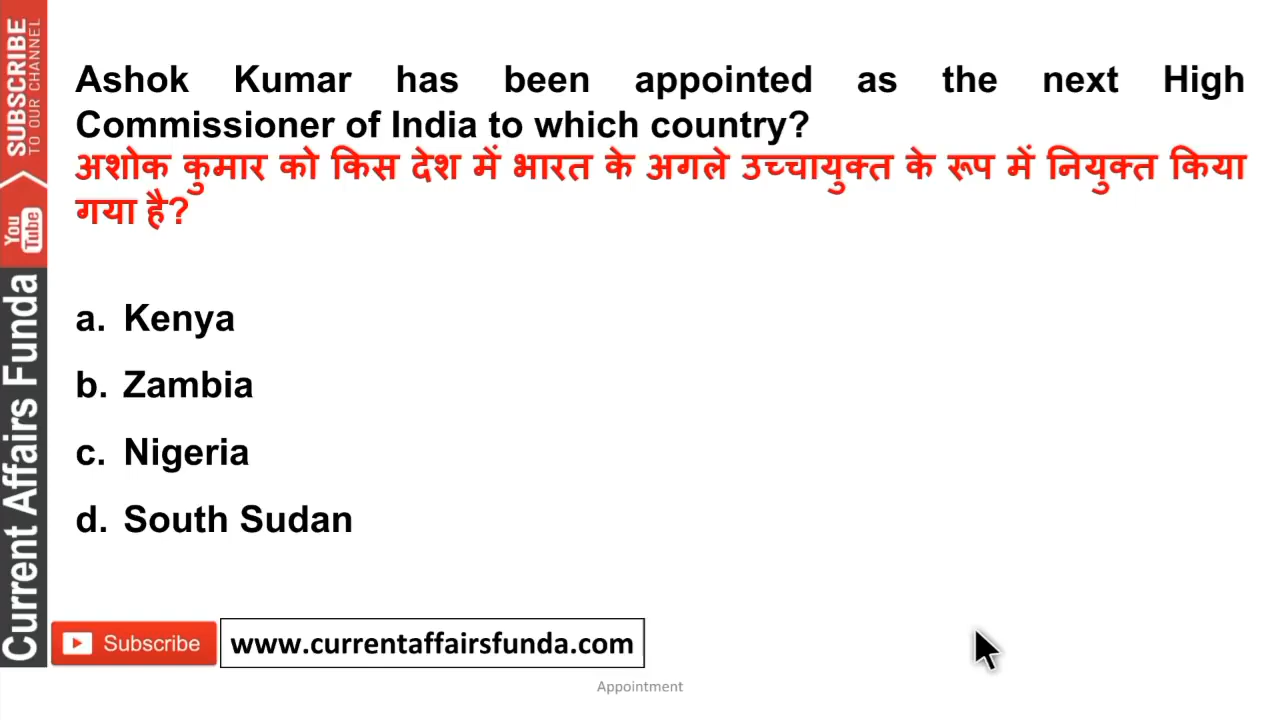 SUBSCRIBE
TO OUR CHANNEL
You
Tube
Current Affairs Funda
Ashok Kumar has been appointed as the next High
Commissioner of India to which country?
अशोक कुमार को किस देश में भारत के अगले उच्चायुक्त के रूप में नियुक्त किया
गया है?
a. Kenya
b. Zambia
c. Nigeria
d. South Sudan
Subscribe
www.currentaffairsfunda.com
Appointment